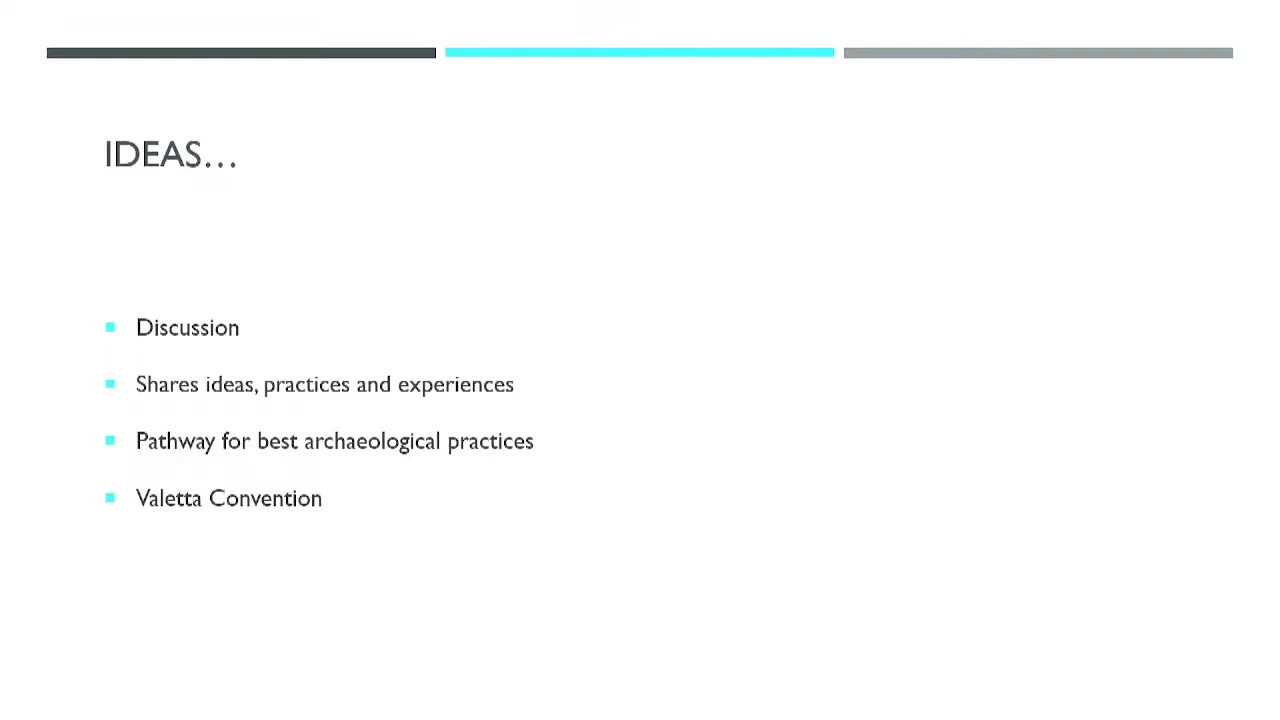 IDEAS…
Discussion
Shares ideas, practices and experiences
Pathway for best archaeological practices
Valetta Convention